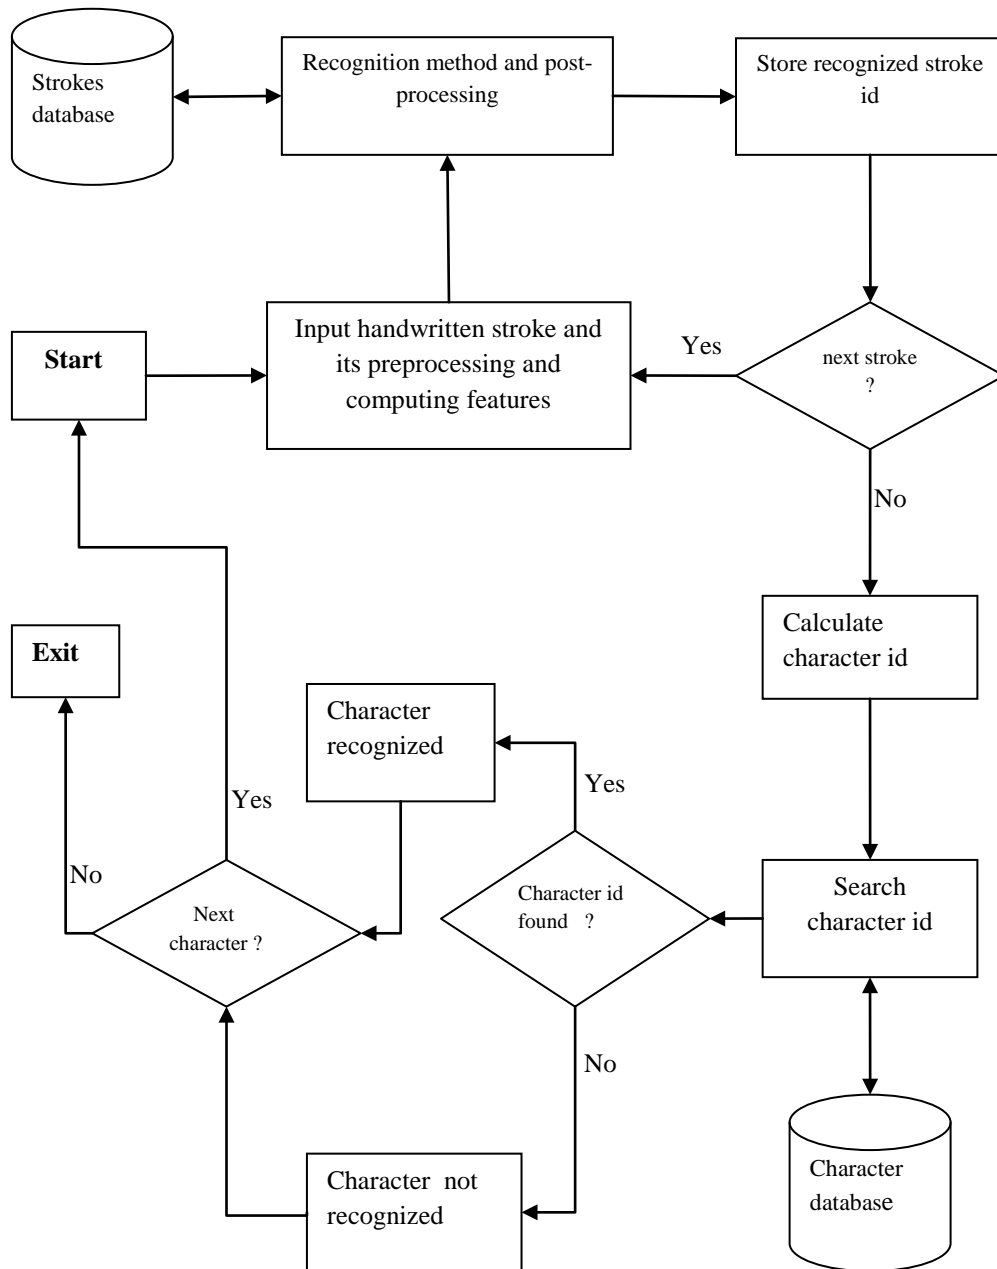 Strokes
database
Recognition method and post-
processing
Store recognized stroke
id
Start
Input handwritten stroke and
its preprocessing and
computing features
Yes
next stroke
?
No
Calculate
character id
Exit
Character
recognized
Yes
Yes
No
Next
character ?
Character id
found ?
Search
character id
No
Character not
recognized
Character
database